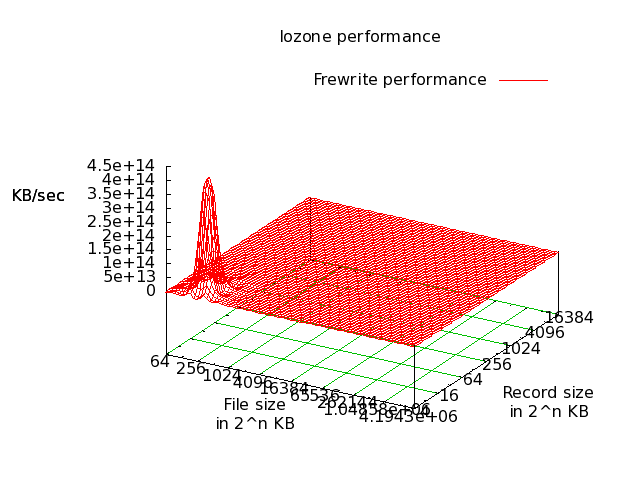 Iozone performance
Frewrite performance
KB/sec
4.5e+14
4e+14
3.5e+14
3e+14
2.5e+14
2e+14
1.5e+14
1e+14
5e+13
0
64
256
1024
4096
16384
65536
262144
1.04858e+06
4.1943e+06
4
16
64
256
1024
4096
16384
File size
in 2^n KB
Record size
in 2^n KB